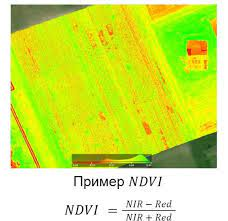 Пример NDVI
NDVI = (NIR − Red) / (NIR + Red)